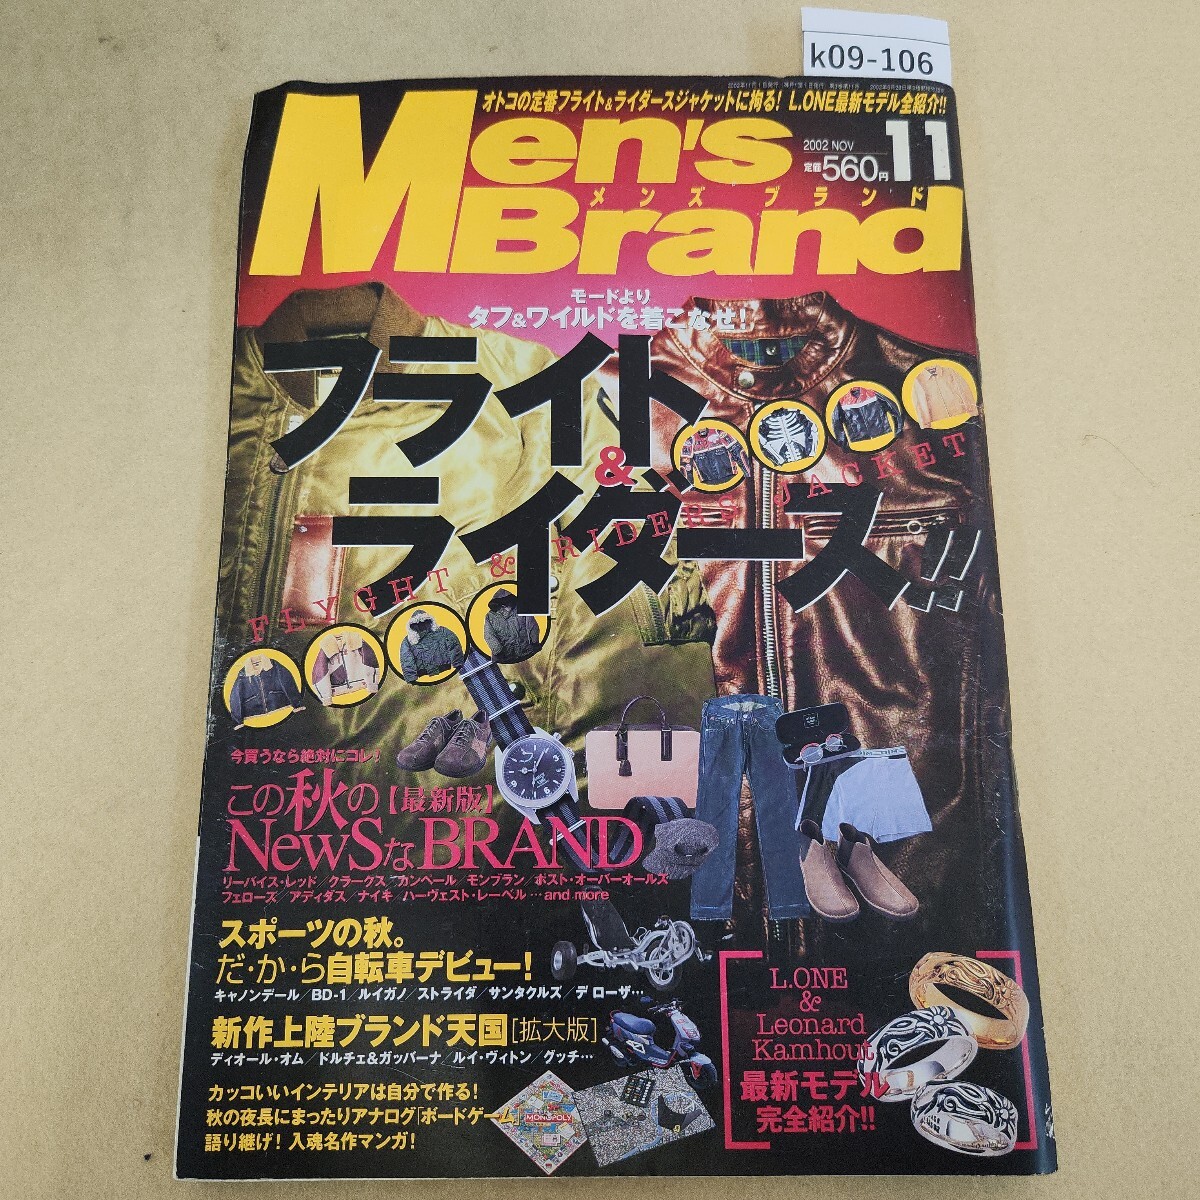 k09-106
オトコの定番フライト&ライダースジャケットに拘る! L.ONE最新モデル全紹介!!
Men's
Brand
メンズブランド
2002 NOV
11
定価560円
モードより
タフ&ワイルドを着こなせ!
フライト
&
ライダース!!
FLYGHT & RIDERS JACKET
今買うなら絶対にコレ!
この秋の【最新版】
NewSなBRAND
リーバイス・レッド/クラークス/カンペール/モンブラン/ポスト・オーバーオールズ
フェローズ/アディダス/ナイキ/ハーヴェスト・レーベル…and more
スポーツの秋。
だ・か・ら自転車デビュー!
キャノンデール/BD-1/ルイガノ/ストライダ/サンタクルズ/デ ローザ…
新作上陸ブランド天国[拡大版]
ディオール・オム/ドルチェ&ガッバーナ/ルイ・ヴィトン/グッチ…
カッコいいインテリアは自分で作る!
秋の夜長にまったりアナログ「ボードゲーム」
語り継げ! 入魂名作マンガ!
MONOPOLY
L.ONE
&
Leonard
Kamhout
最新モデル
完全紹介!!